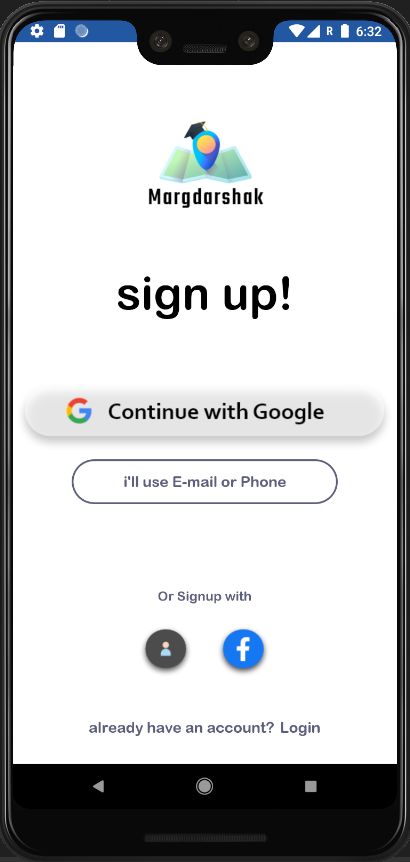 R 6:32
Margdarshak
sign up!
Continue with Google
i'll use E-mail or Phone
Or Signup with
already have an account? Login